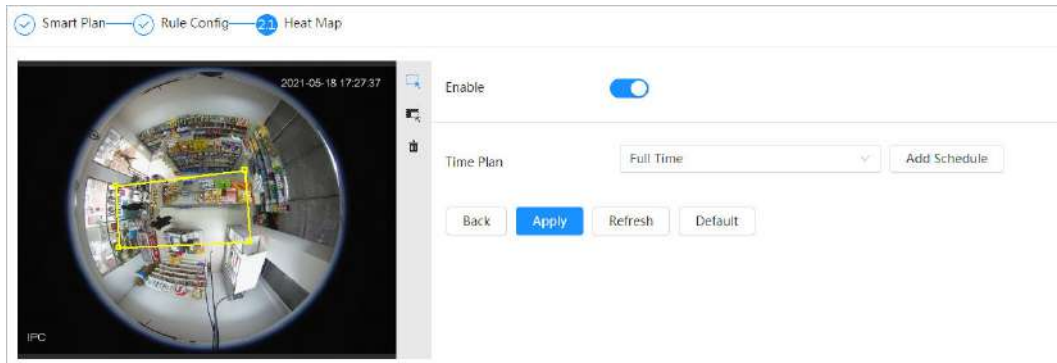 Smart Plan Rule Config 2.1 Heat Map
2021-05-18 17:27:37
Enable
Time Plan Full Time Add Schedule
Back Apply Refresh Default
IPC